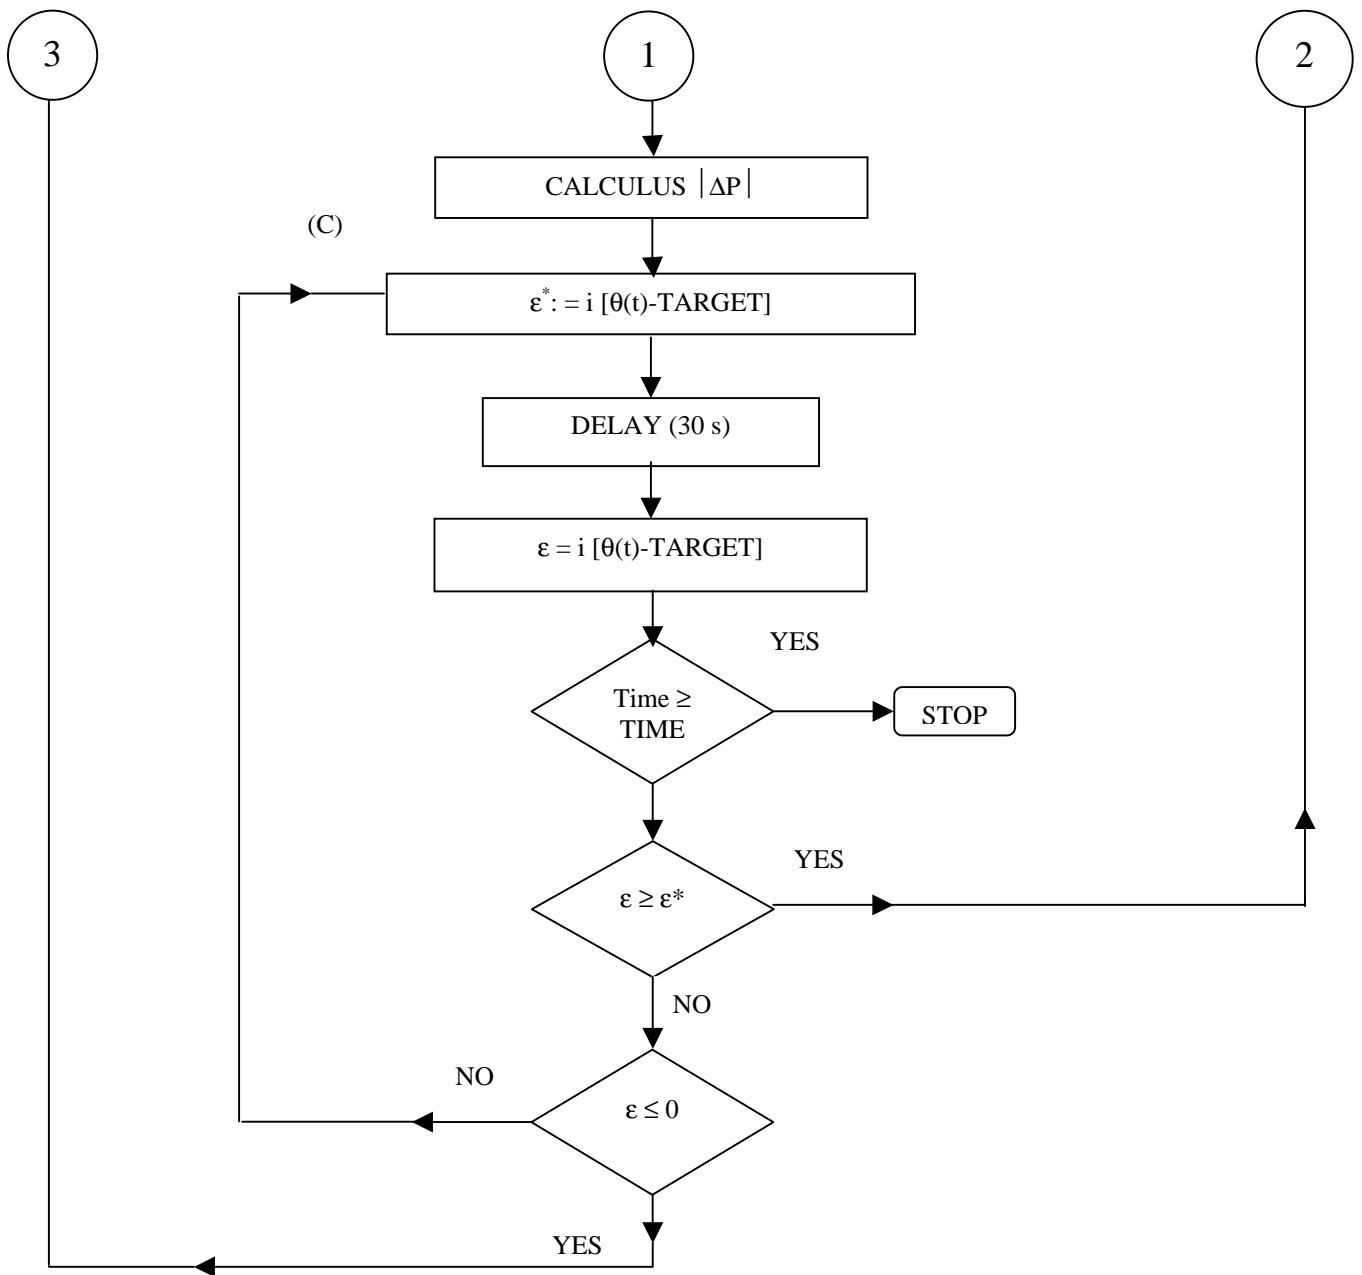 3
1
2
CALCULUS |ΔP|
(C)
ε*: = i [θ(t)-TARGET]
DELAY (30 s)
ε = i [θ(t)-TARGET]
YES
Time ≥
TIME
STOP
YES
ε ≥ ε*
NO
NO
ε ≤ 0
YES